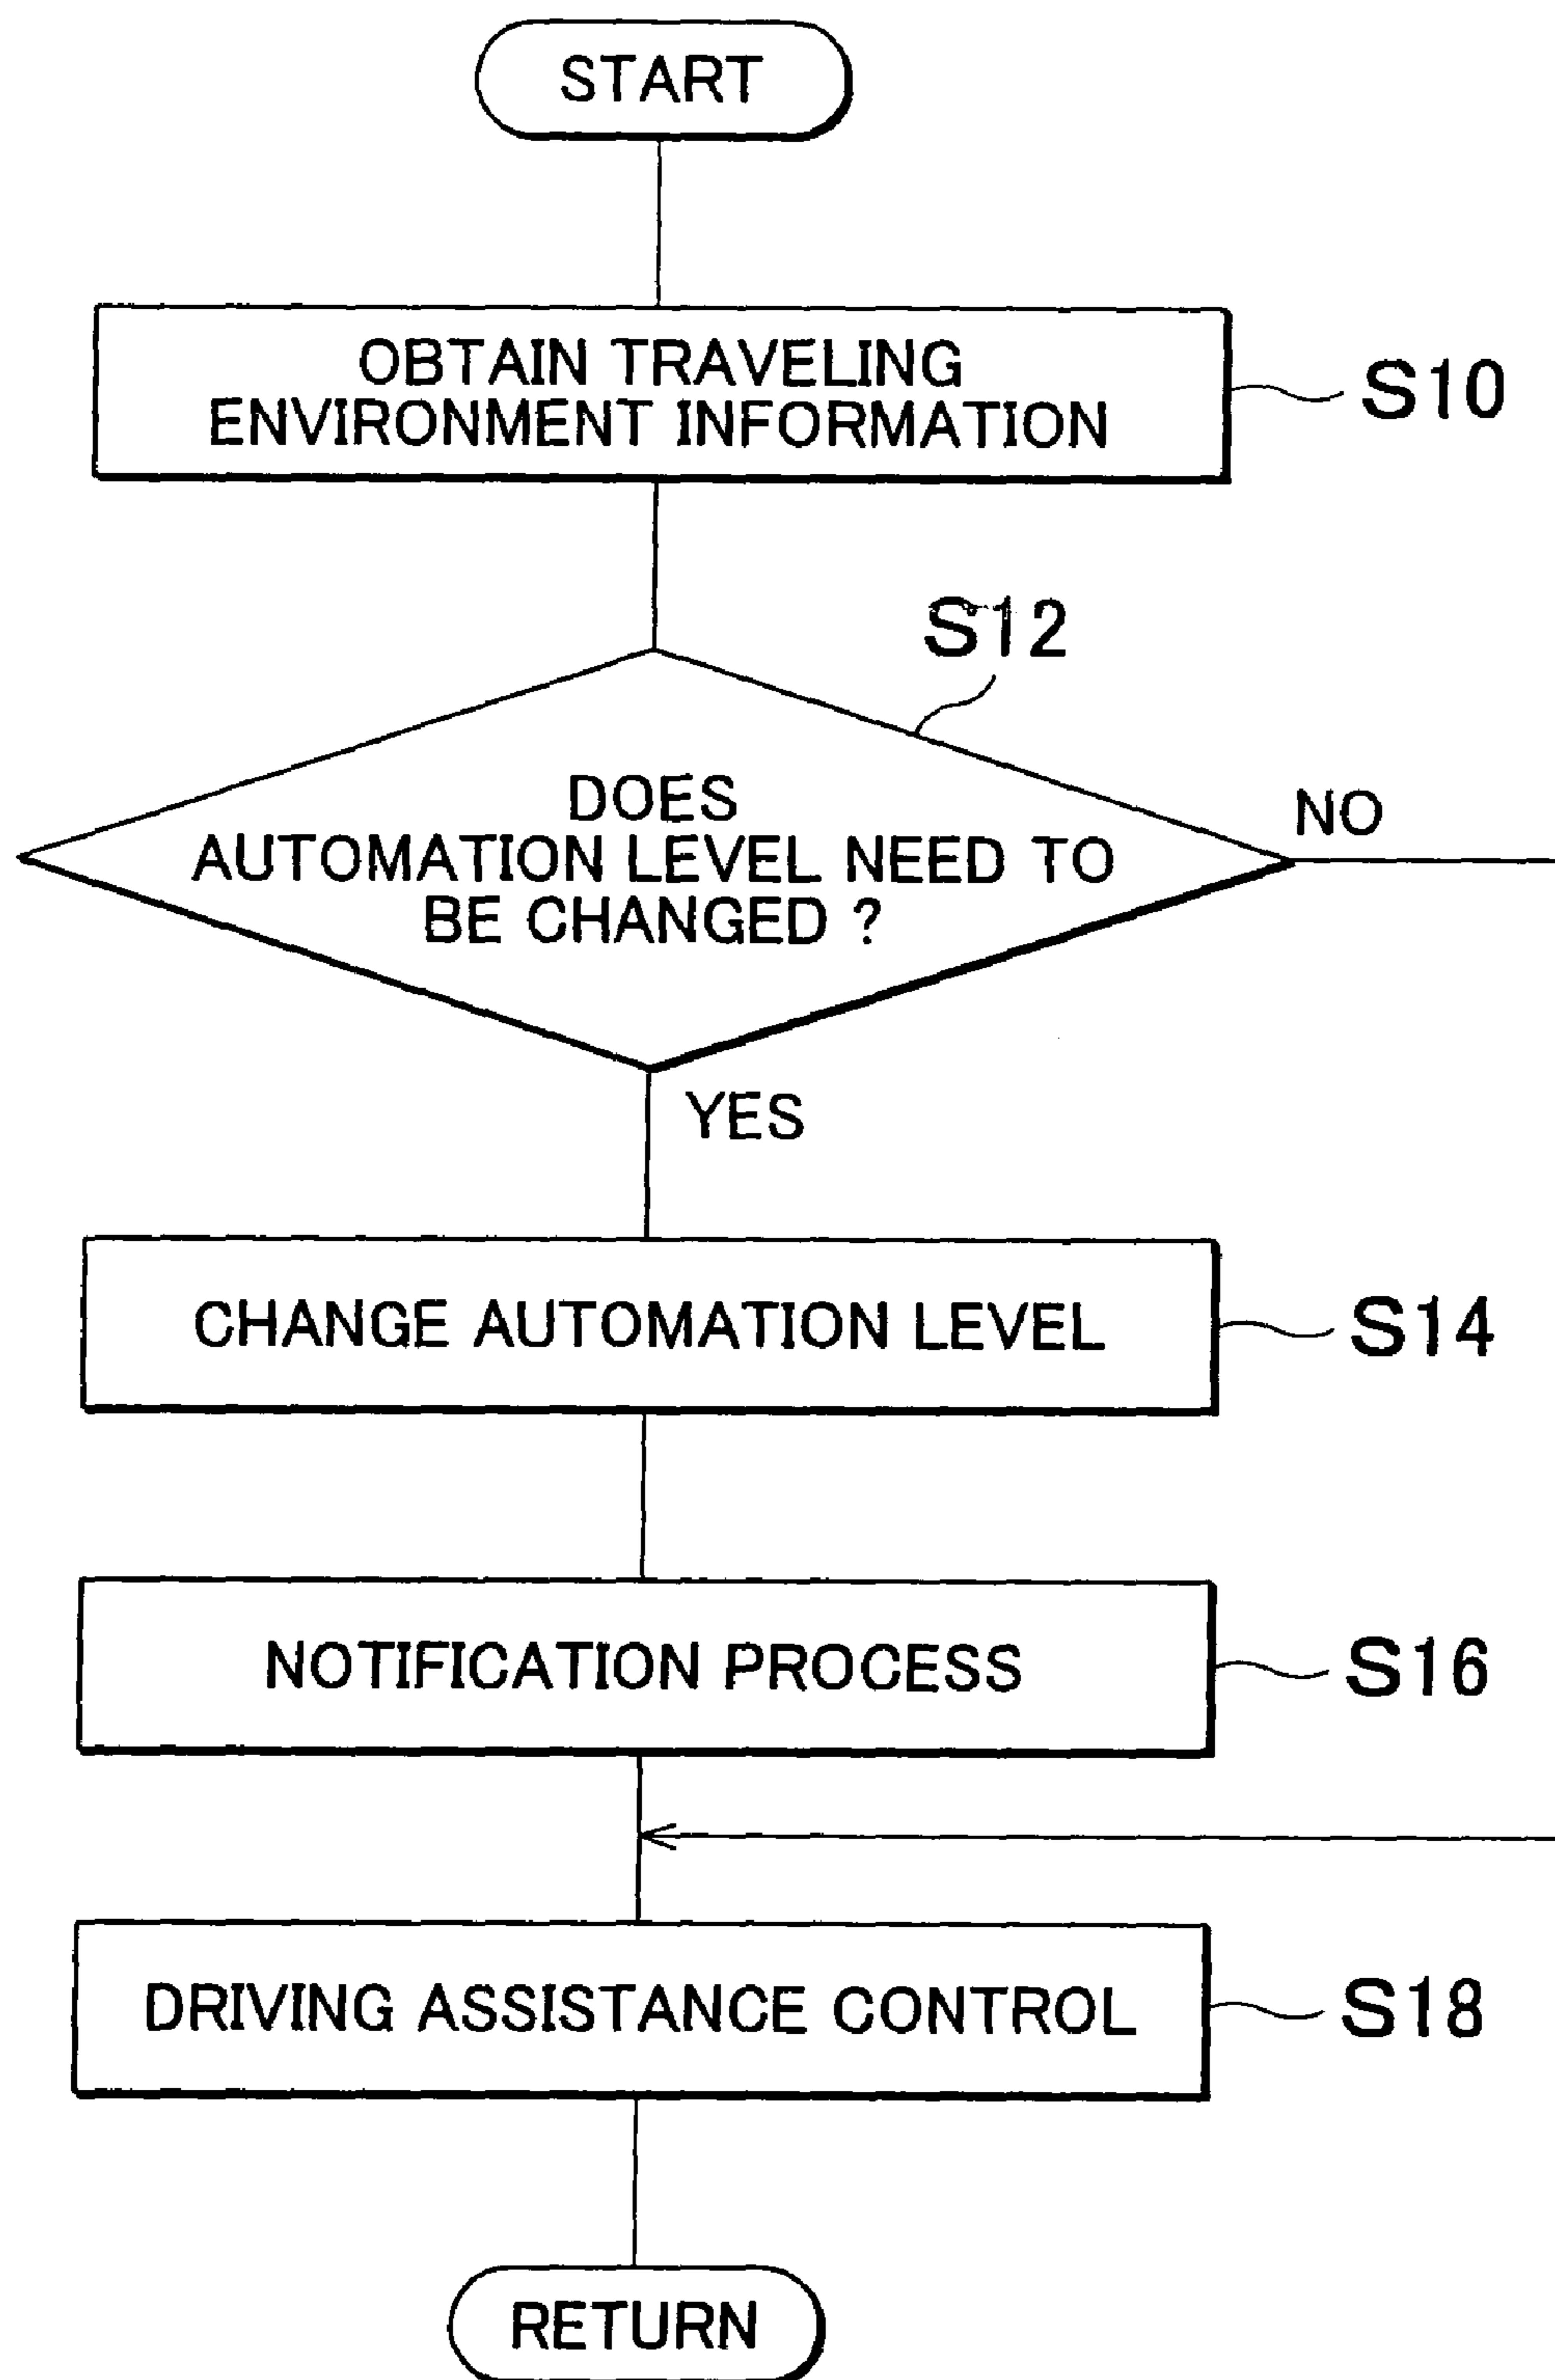 START
OBTAIN TRAVELING
ENVIRONMENT INFORMATION
S10
S12
DOES
AUTOMATION LEVEL NEED TO
BE CHANGED ?
NO
YES
CHANGE AUTOMATION LEVEL
S14
NOTIFICATION PROCESS
S16
DRIVING ASSISTANCE CONTROL
S18
RETURN